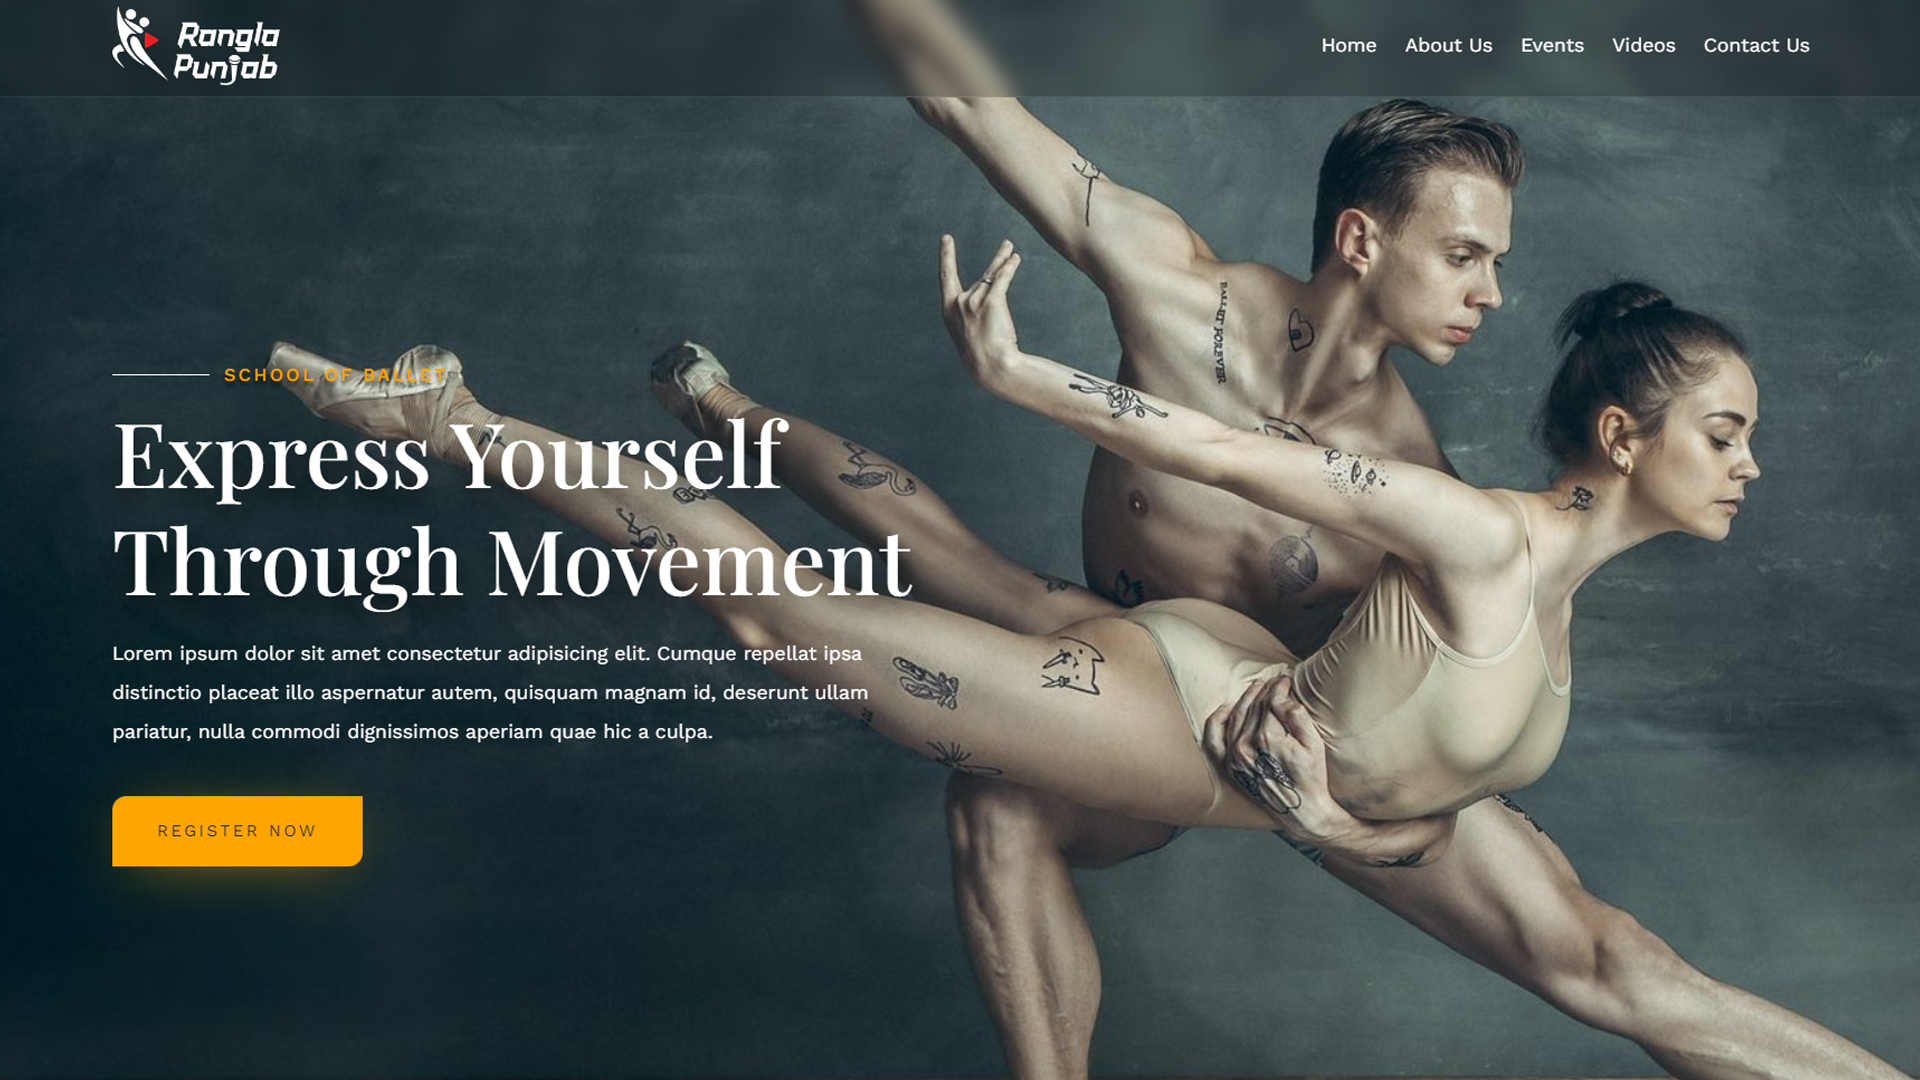 Rangla
Punjab
Home About Us Events Videos Contact Us
BALLET FOREVER
SCHOOL OF BALLET
Express Yourself
Through Movement
Lorem ipsum dolor sit amet consectetur adipisicing elit. Cumque repellat ipsa
distinctio placeat illo aspernatur autem, quisquam magnam id, deserunt ullam
pariatur, nulla commodi dignissimos aperiam quae hic a culpa.
REGISTER NOW